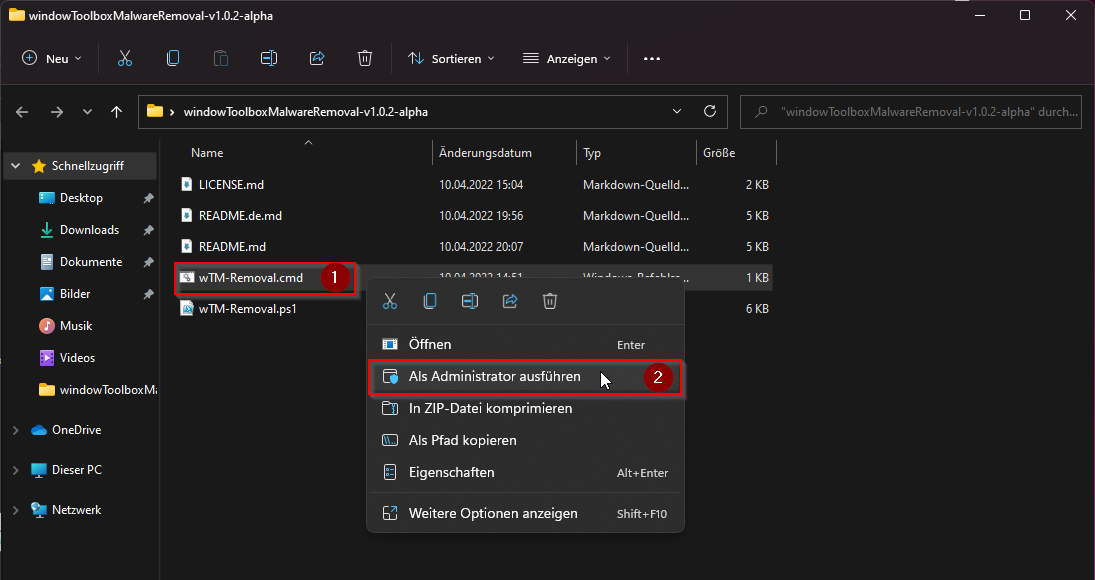 windowToolboxMalwareRemoval-v1.0.2-alpha
Neu
Sortieren
Anzeigen
windowToolboxMalwareRemoval-v1.0.2-alpha
"windowToolboxMalwareRemoval-v1.0.2-alpha" durch...
Name Änderungsdatum Typ Größe
Schnellzugriff
Desktop
Downloads
Dokumente
Bilder
Musik
Videos
windowToolboxMa
OneDrive
Dieser PC
Netzwerk
LICENSE.md 10.04.2022 15:04 Markdown-Quelld... 2 KB
README.de.md 10.04.2022 19:56 Markdown-Quelld... 5 KB
README.md 10.04.2022 20:07 Markdown-Quelld... 5 KB
wTM-Removal.cmd 1 10.04.2022 14:51 Windows-Befehlss... 1 KB
wTM-Removal.ps1 6 KB
Öffnen Enter
Als Administrator ausführen 2
In ZIP-Datei komprimieren
Als Pfad kopieren
Eigenschaften Alt+Enter
Weitere Optionen anzeigen Shift+F10